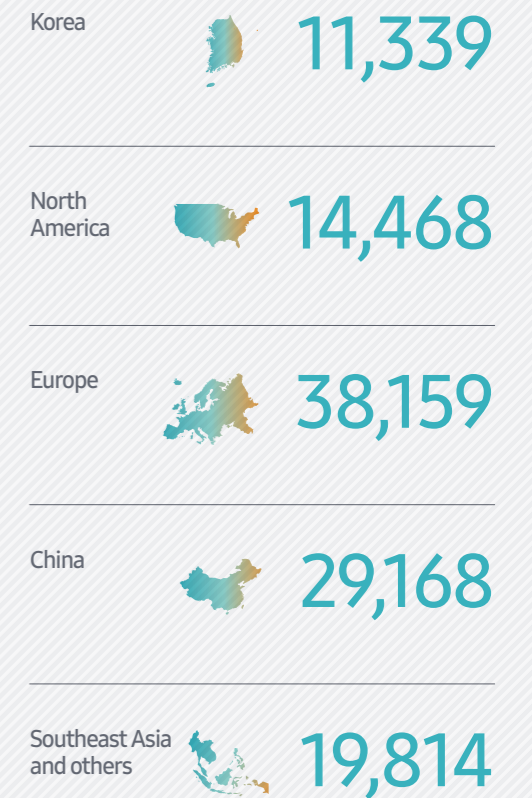 Korea 11,339
North
America 14,468
Europe 38,159
China 29,168
Southeast Asia
and others 19,814